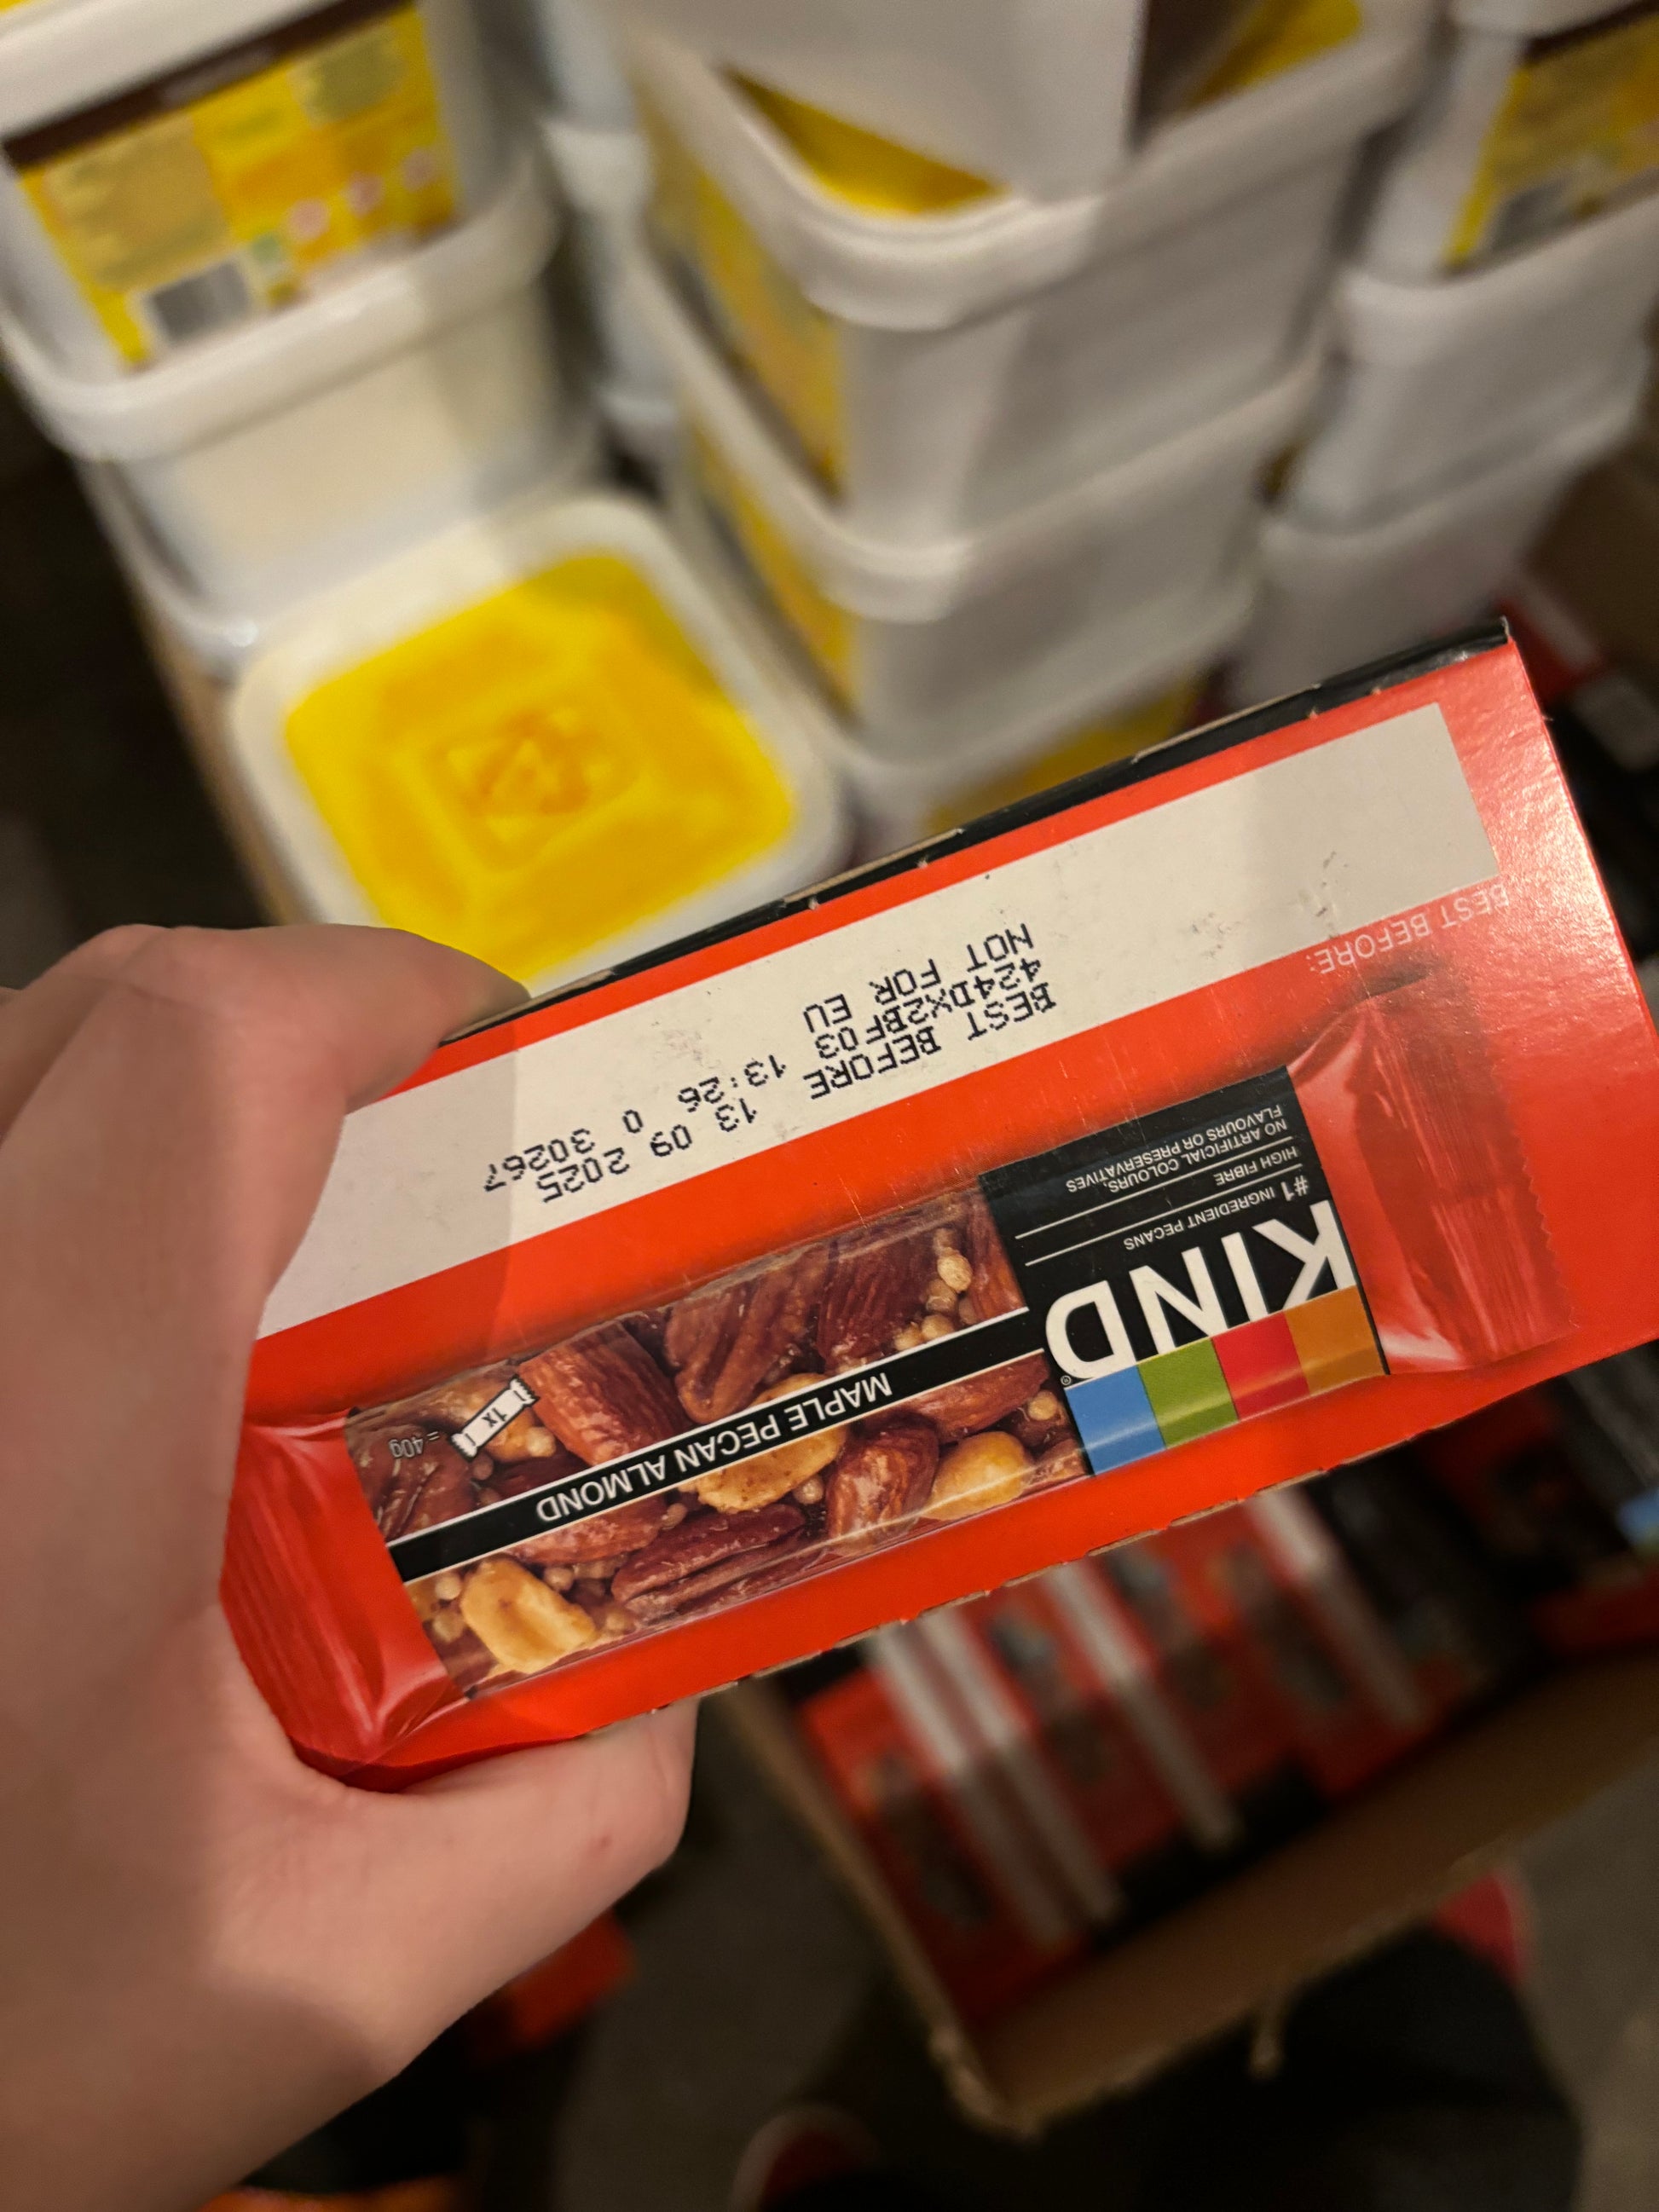 BEST BEFORE:
BEST BEFORE 13 09 2025
424DX2BF03 13:26 0 30267
NOT FOR EU
KIND®
#1 INGREDIENT PECANS
HIGH FIBRE
NO ARTIFICIAL COLOURS,
FLAVOURS OR PRESERVATIVES
MAPLE PECAN ALMOND
1x
= 40g